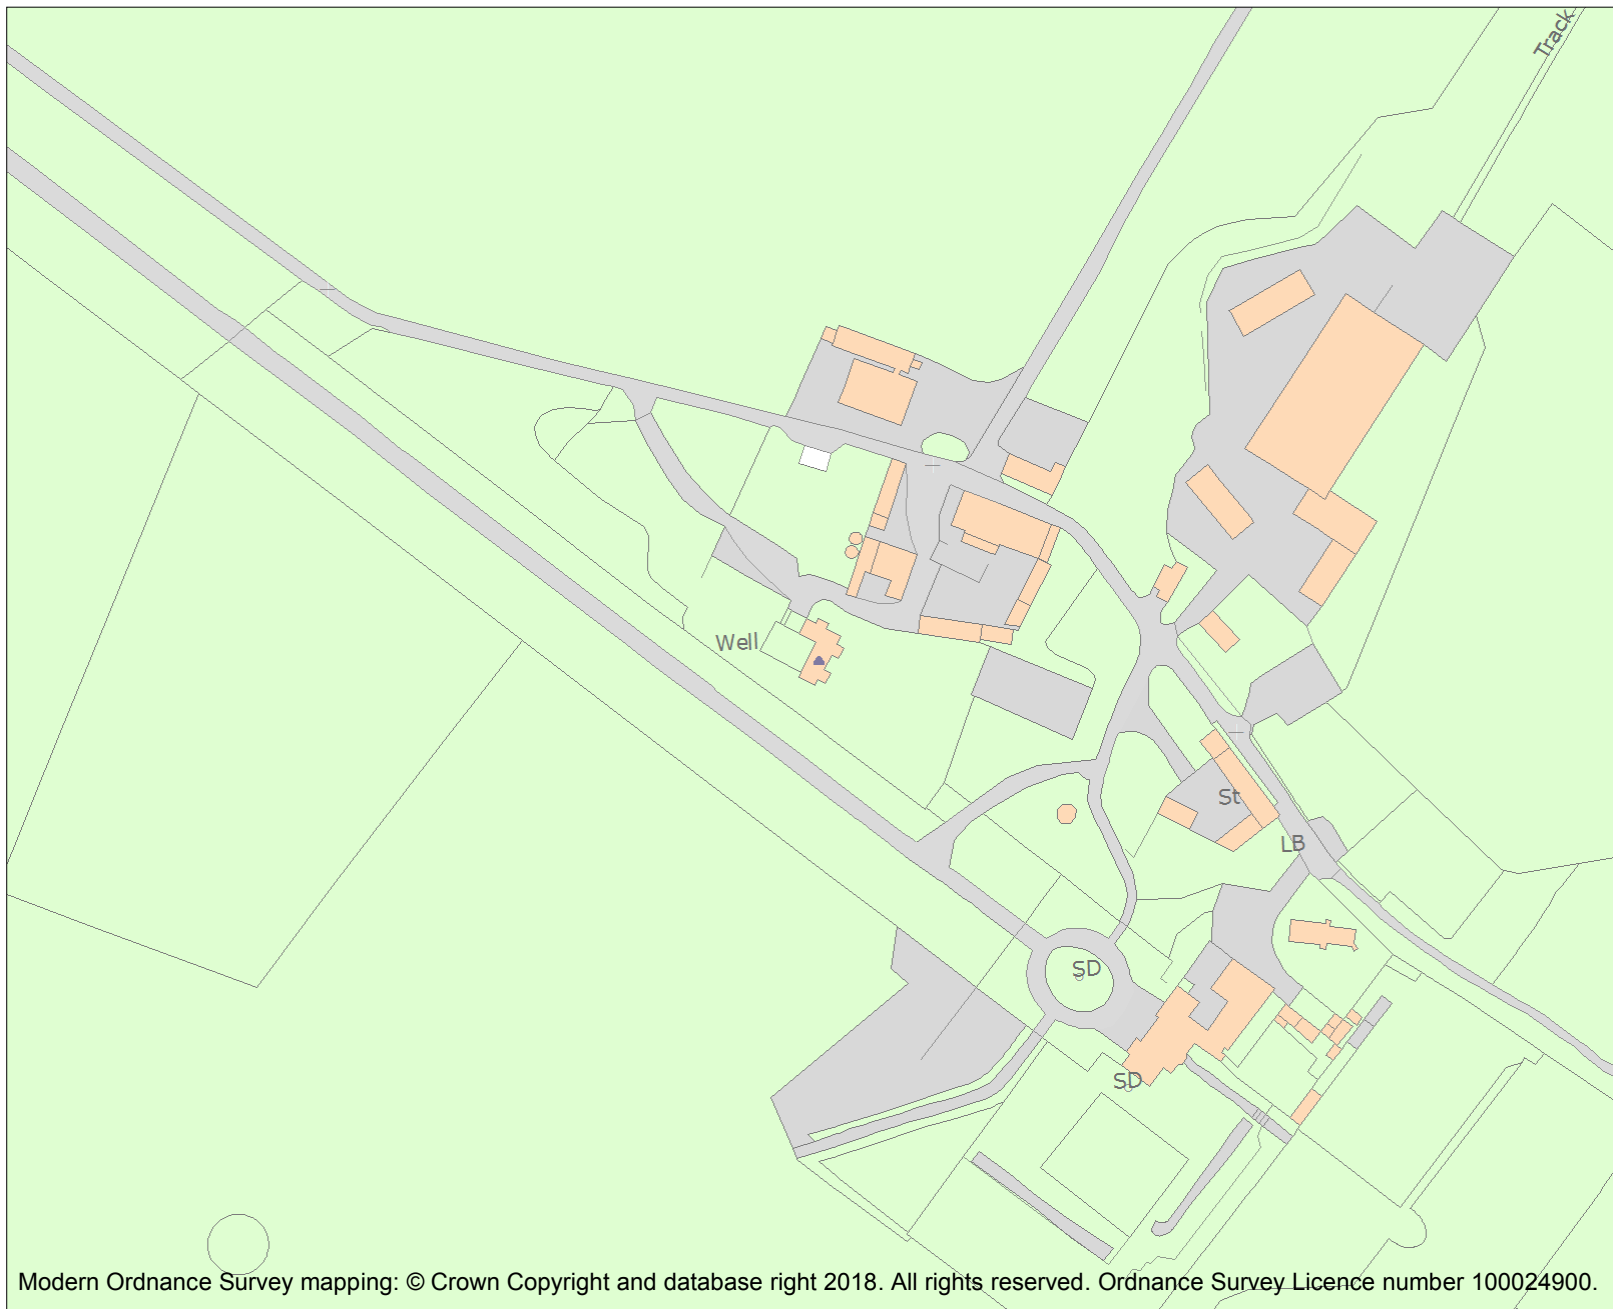 Track
Well
St
LB
SD
SD
Modern Ordnance Survey mapping: © Crown Copyright and database right 2018. All rights reserved. Ordnance Survey Licence number 100024900.